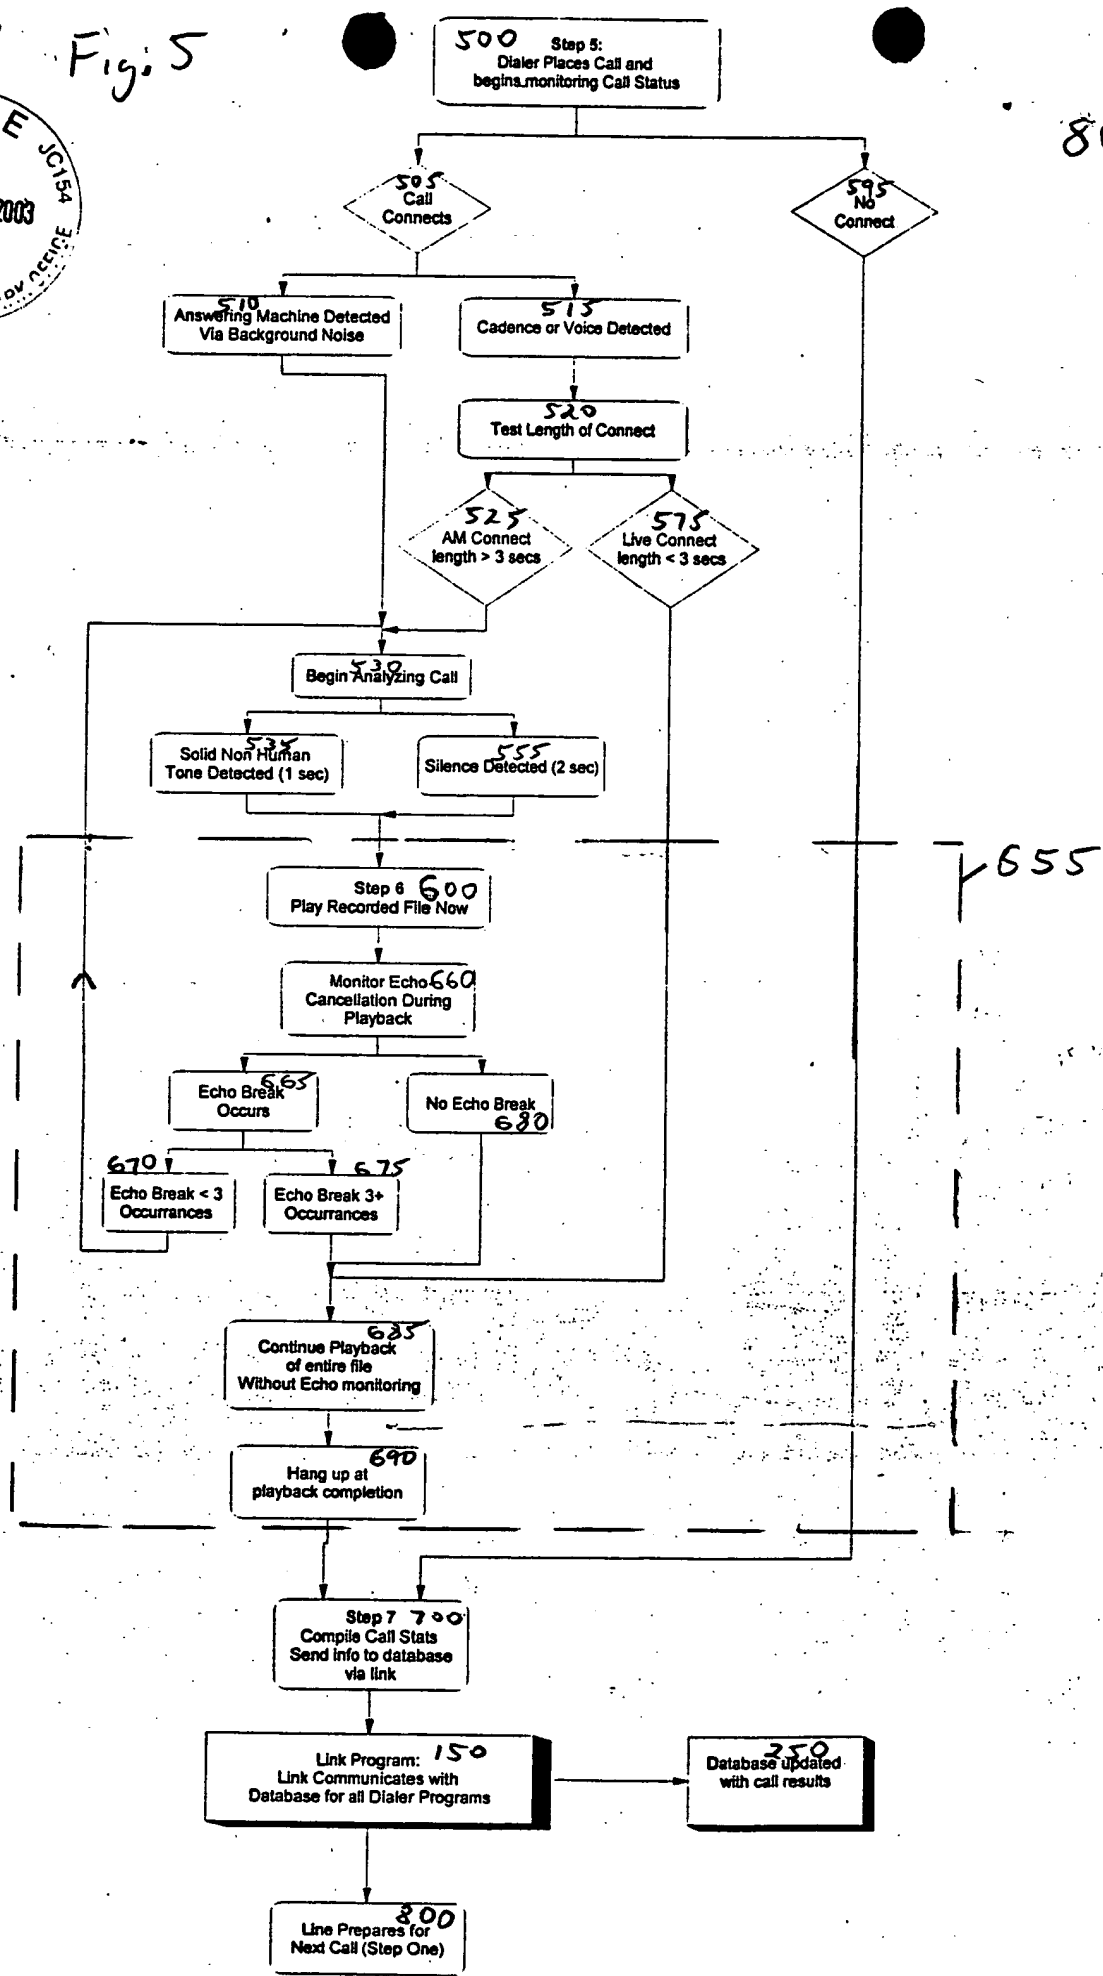 Fig: 5
E JC154
2003
OFFICE
500
Step 5:
Dialer Places Call and
begins monitoring Call Status
505
Call
Connects
595
No
Connect
510
Answering Machine Detected
Via Background Noise
515
Cadence or Voice Detected
520
Test Length of Connect
525
AM Connect
length > 3 secs
575
Live Connect
length < 3 secs
530
Begin Analyzing Call
535
Solid Non Human
Tone Detected (1 sec)
555
Silence Detected (2 sec)
655
Step 6 600
Play Recorded File Now
Monitor Echo 660
Cancellation During
Playback
665
Echo Break
Occurs
No Echo Break
680
670
Echo Break < 3
Occurrances
675
Echo Break 3+
Occurrances
685
Continue Playback
of entire file
Without Echo monitoring
690
Hang up at
playback completion
Step 7 700
Compile Call Stats
Send info to database
via link
Link Program: 150
Link Communicates with
Database for all Dialer Programs
250
Database updated
with call results
800
Line Prepares for
Next Call (Step One)